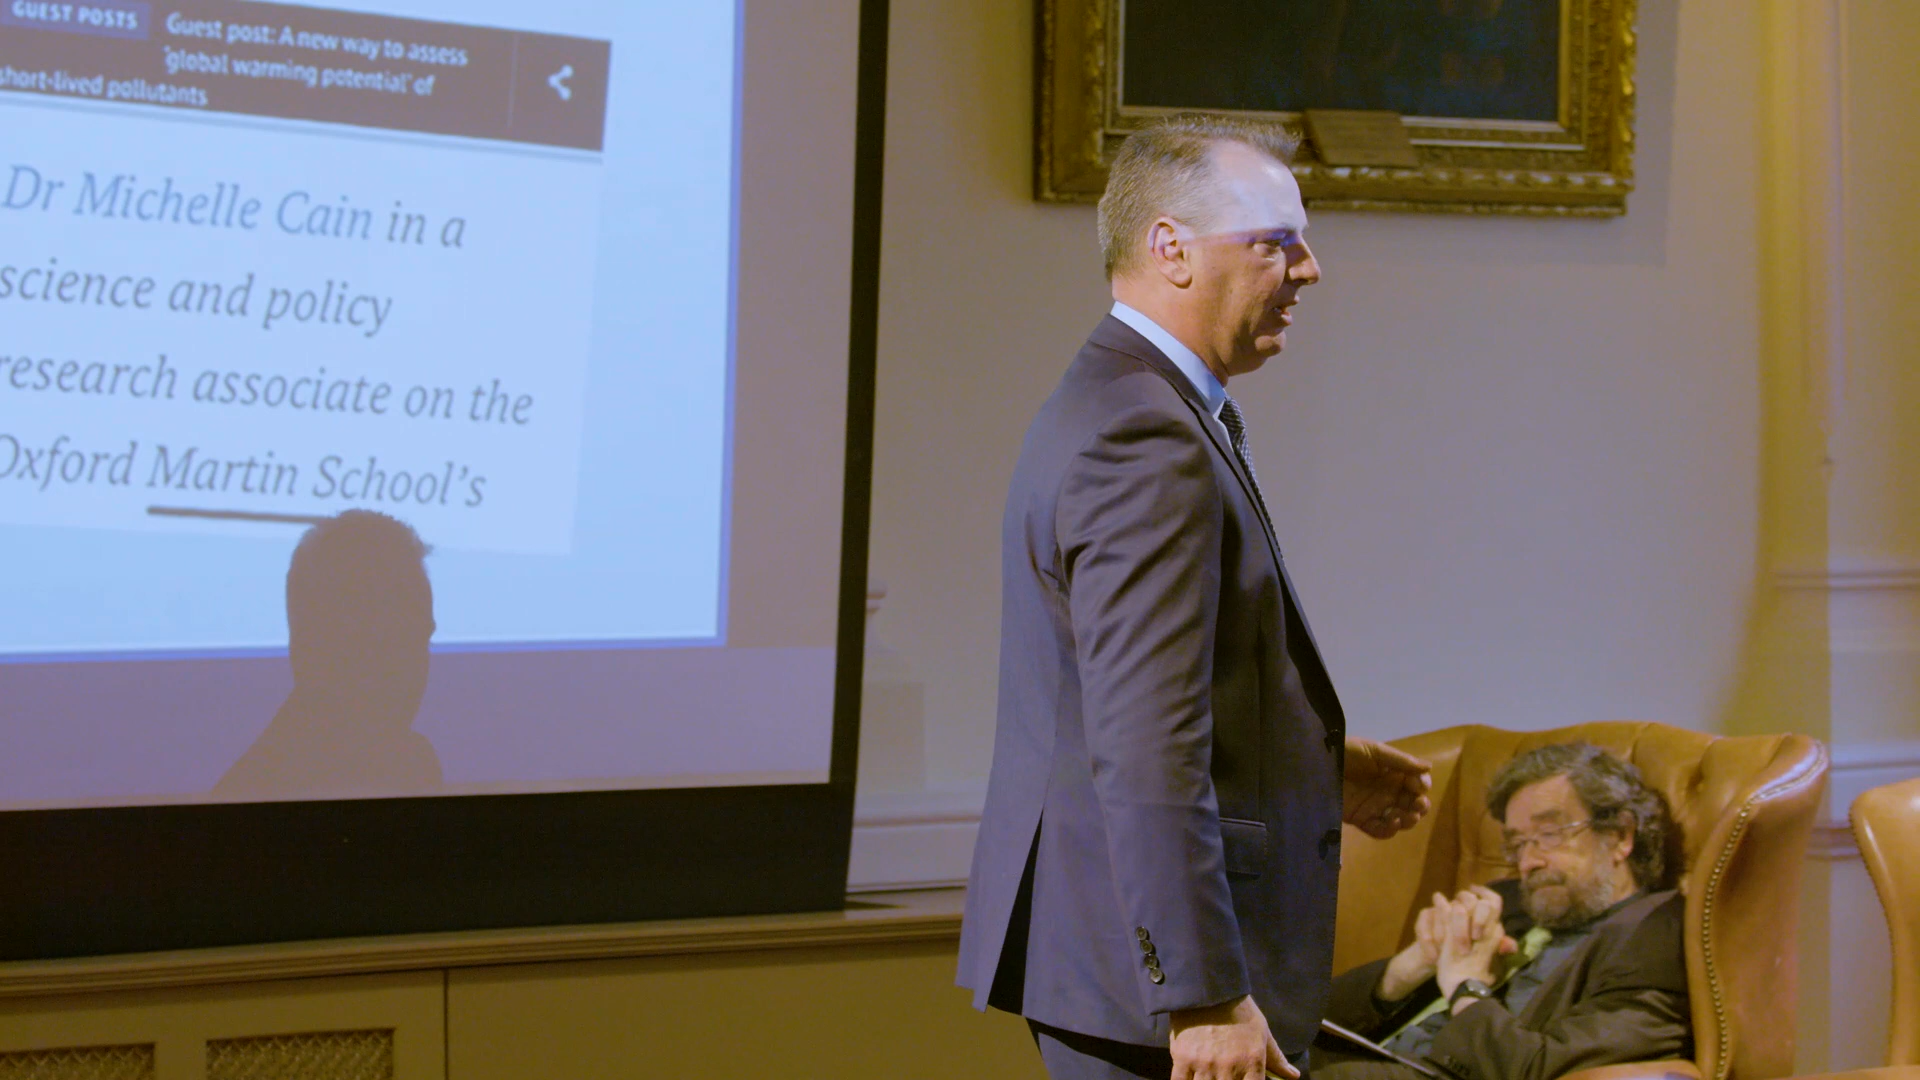 GUEST POSTS
Guest post: A new way to assess
'global warming potential' of
short-lived pollutants
Dr Michelle Cain in a
science and policy
research associate on the
Oxford Martin School's